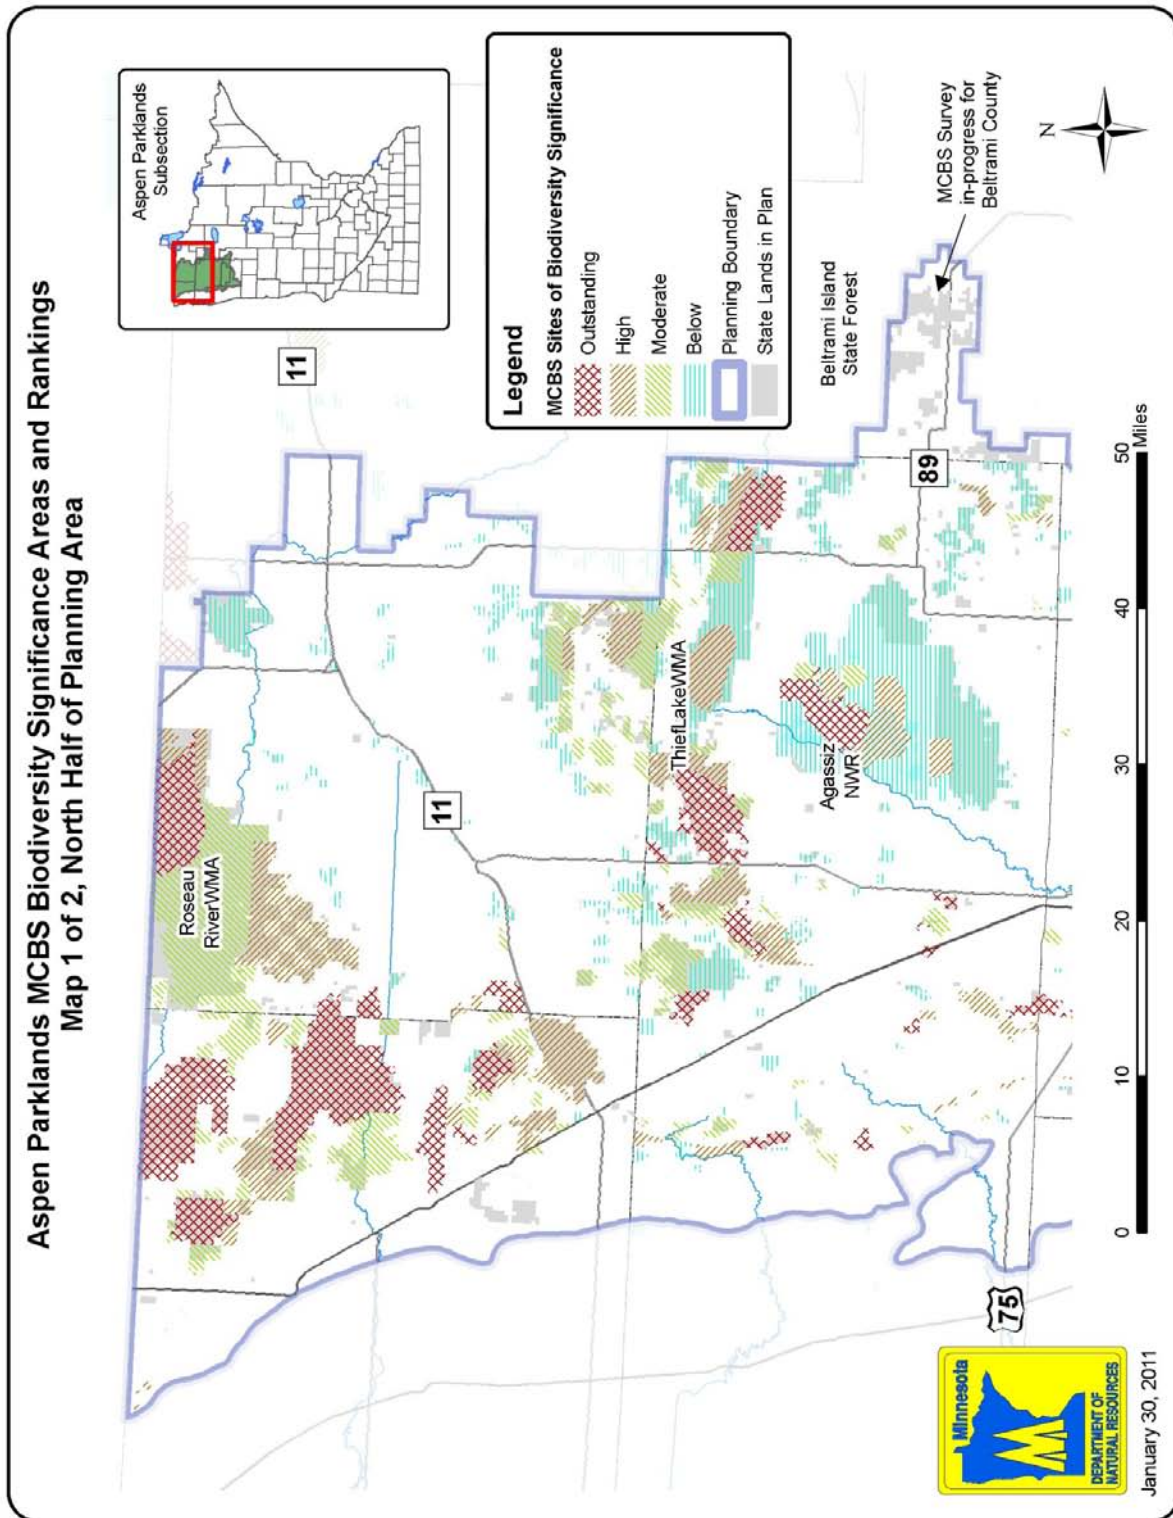 Aspen Parklands MCBS Biodiversity Significance Areas and Rankings
Map 1 of 2, North Half of Planning Area
Aspen Parklands
Subsection
11
Legend
MCBS Sites of Biodiversity Significance
Outstanding
High
Moderate
Below
Planning Boundary
State Lands in Plan
Roseau
RiverWMA
11
ThiefLakeWMA
Agassiz
NWR
Beltrami Island
State Forest
89
MCBS Survey
in-progress for
Beltrami County
N
75
0
10
20
30
40
50
Miles
Minnesota
DEPARTMENT OF
NATURAL RESOURCES
January 30, 2011